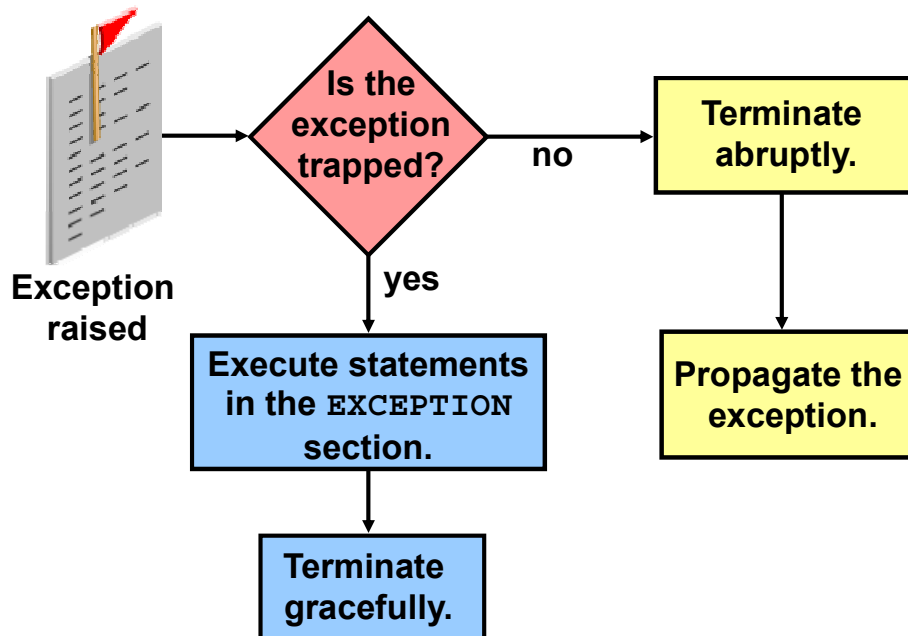 Is the
exception
trapped?
no
Terminate
abruptly.
Exception
raised
yes
Execute statements
in the EXCEPTION
section.
Propagate the
exception.
Terminate
gracefully.